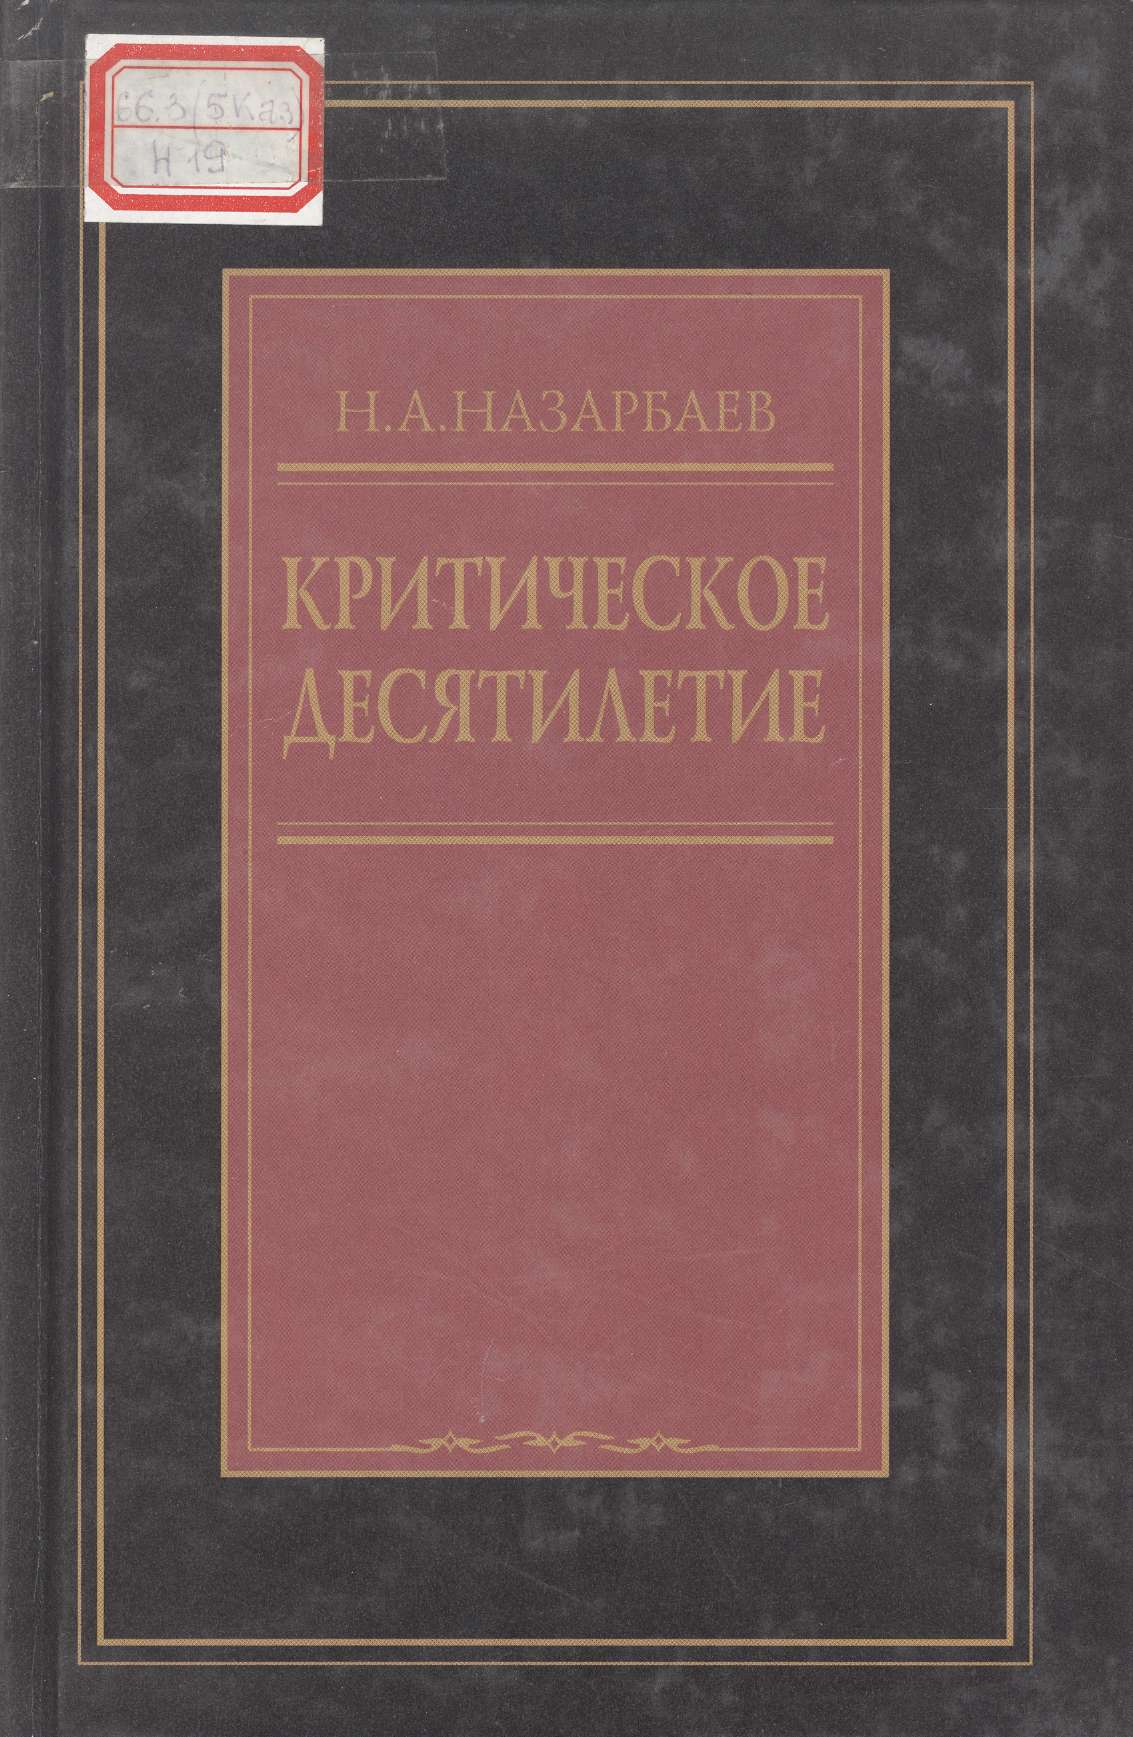 66.3(5Каз)
Н 19
Н.А.НАЗАРБАЕВ
КРИТИЧЕСКОЕ
ДЕСЯТИЛЕТИЕ